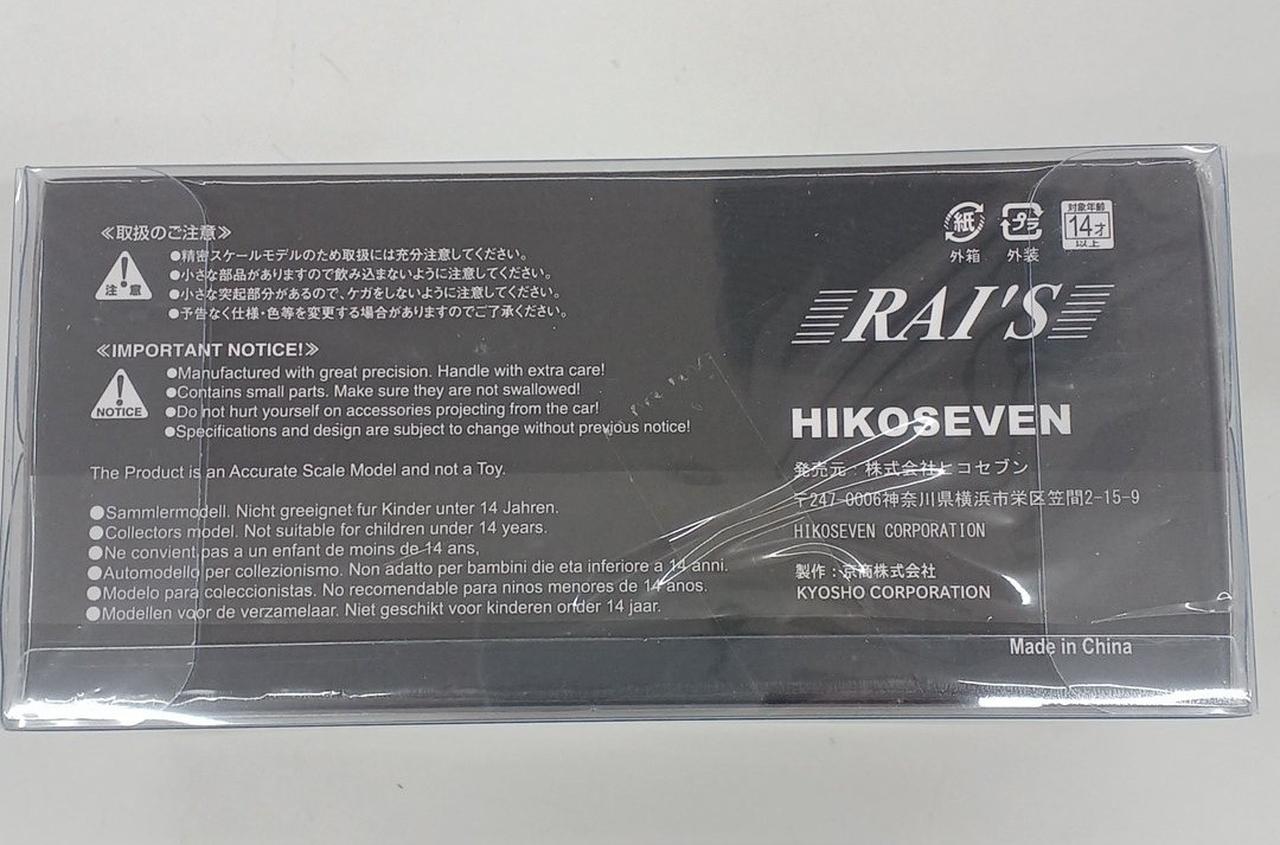 ≪取扱のご注意≫
注 意
●精密スケールモデルのため取扱には充分注意してください。
●小さな部品がありますので飲み込まないように注意してください。
●小さな突起部分があるので、ケガをしないように注意してください。
●予告なく仕様・色等を変更する場合がありますのでご了承ください。
≪IMPORTANT NOTICE!≫
NOTICE
●Manufactured with great precision. Handle with extra care!
●Contains small parts. Make sure they are not swallowed!
●Do not hurt yourself on accessories projecting from the car!
●Specifications and design are subject to change without previous notice!
The Product is an Accurate Scale Model and not a Toy.
●Sammlermodell. Nicht greeignet fur Kinder unter 14 Jahren.
●Collectors model. Not suitable for children under 14 years.
●Ne convient pas a un enfant de moins de 14 ans,
●Automodello per collezionismo. Non adatto per bambini die eta inferiore a 14 anni.
●Modelo para coleccionistas. No recomendable para ninos menores de 14 anos.
●Modellen voor de verzamelaar. Niet geschikt voor kinderen onder 14 jaar.
紙
外箱
プラ
外装
対象年齢
14才
以上
RAI'S
HIKOSEVEN
発売元：株式会社ヒコセブン
〒247-0006神奈川県横浜市栄区笠間2-15-9
HIKOSEVEN CORPORATION
製作：京商株式会社
KYOSHO CORPORATION
Made in China